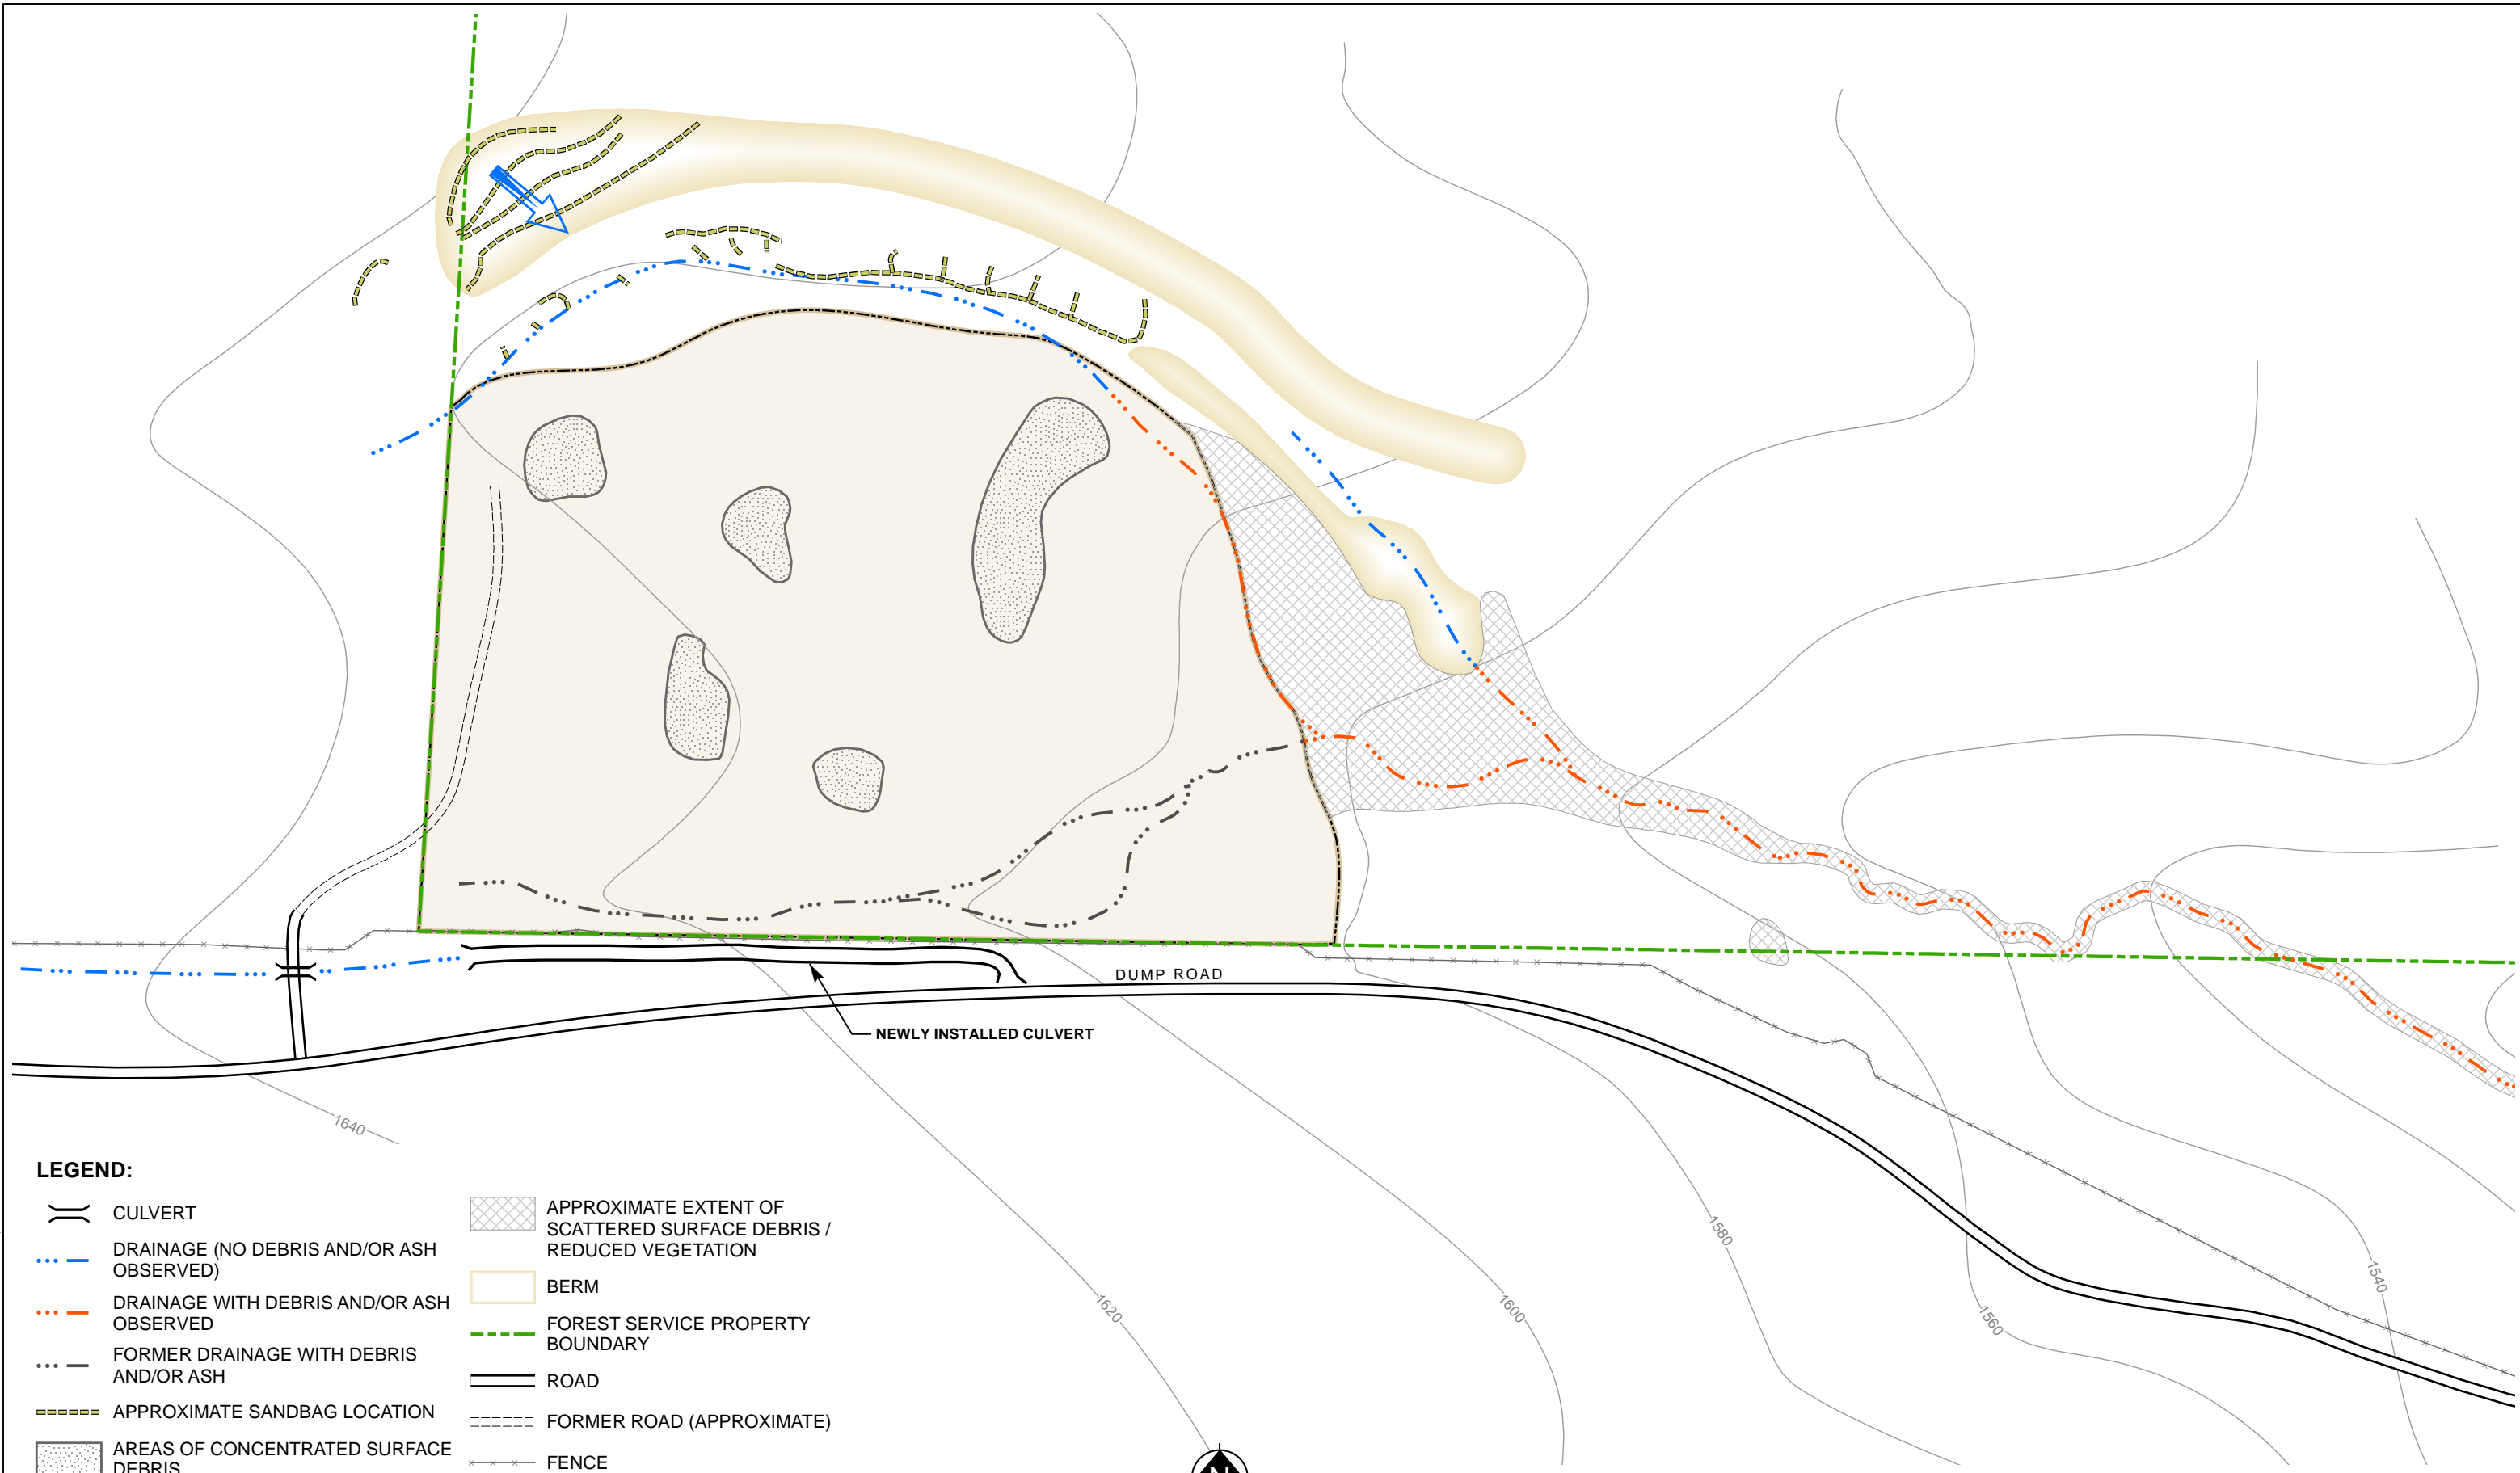 DUMP ROAD
NEWLY INSTALLED CULVERT
1640
1620
1600
1580
1560
1540
LEGEND:
CULVERT
DRAINAGE (NO DEBRIS AND/OR ASH
OBSERVED)
DRAINAGE WITH DEBRIS AND/OR ASH
OBSERVED
FORMER DRAINAGE WITH DEBRIS
AND/OR ASH
APPROXIMATE SANDBAG LOCATION
AREAS OF CONCENTRATED SURFACE
DEBRIS
APPROXIMATE EXTENT OF
SCATTERED SURFACE DEBRIS /
REDUCED VEGETATION
BERM
FOREST SERVICE PROPERTY
BOUNDARY
ROAD
FORMER ROAD (APPROXIMATE)
FENCE
N